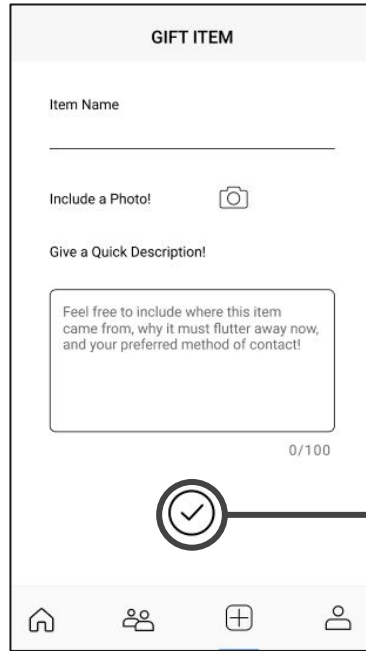 GIFT ITEM
Item Name
Include a Photo!
Give a Quick Description!
Feel free to include where this item
came from, why it must flutter away now,
and your preferred method of contact!
0/100